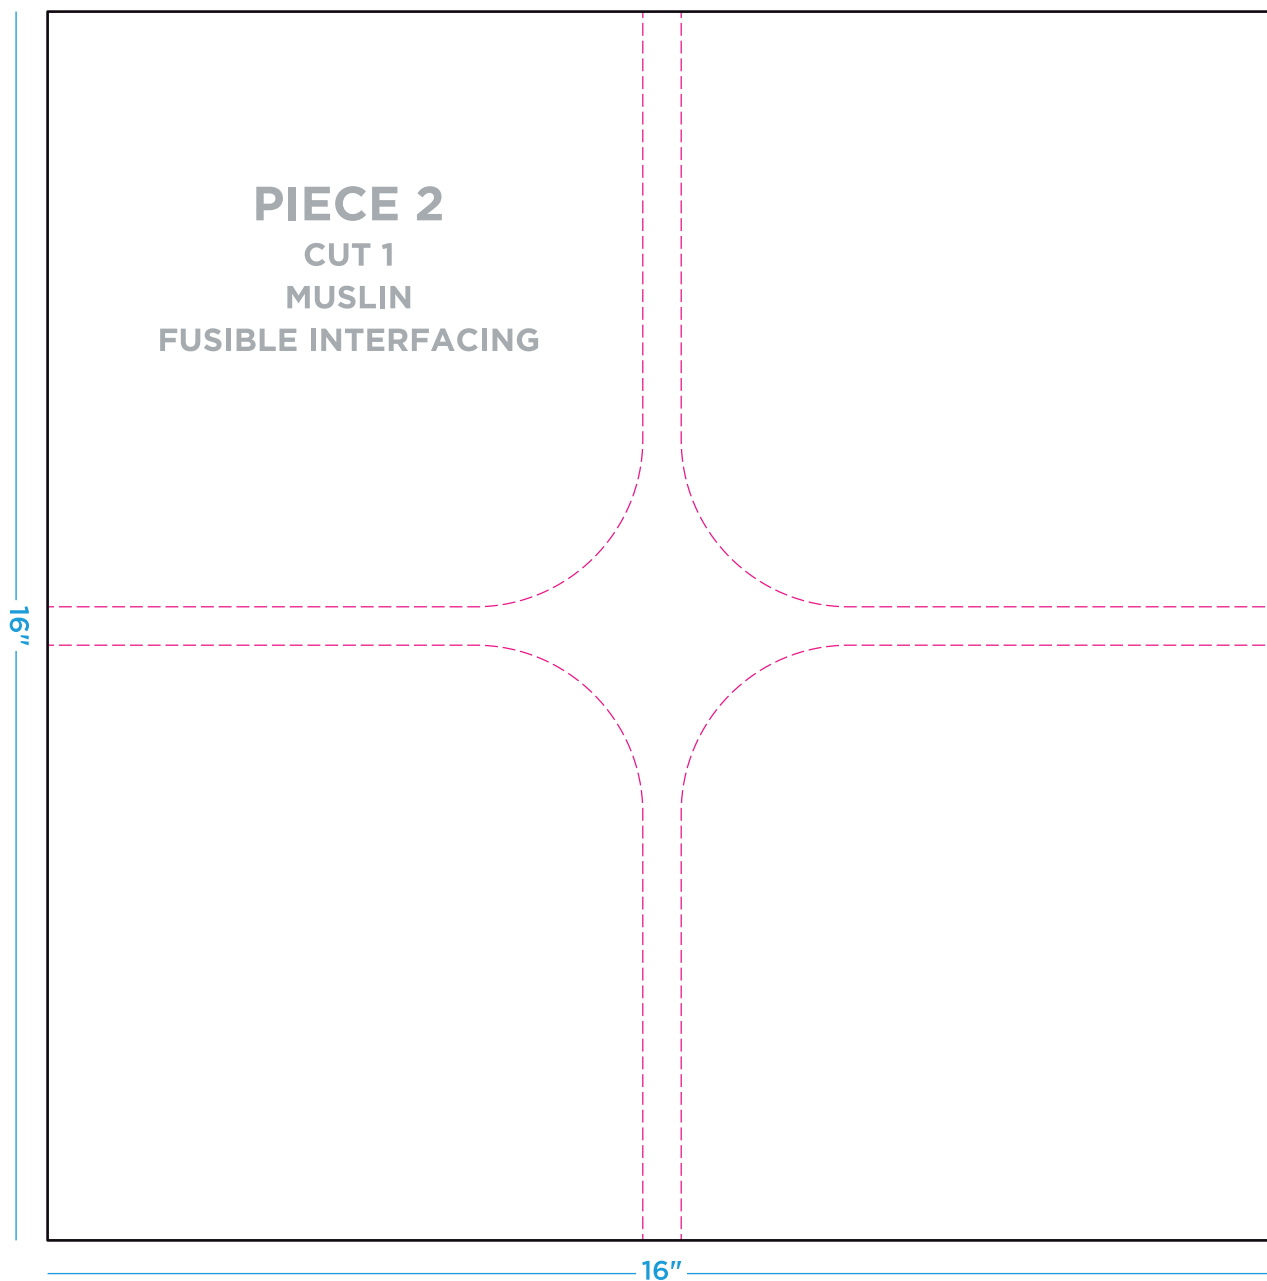 PIECE 2
CUT 1
MUSLIN
FUSIBLE INTERFACING
16"
16"